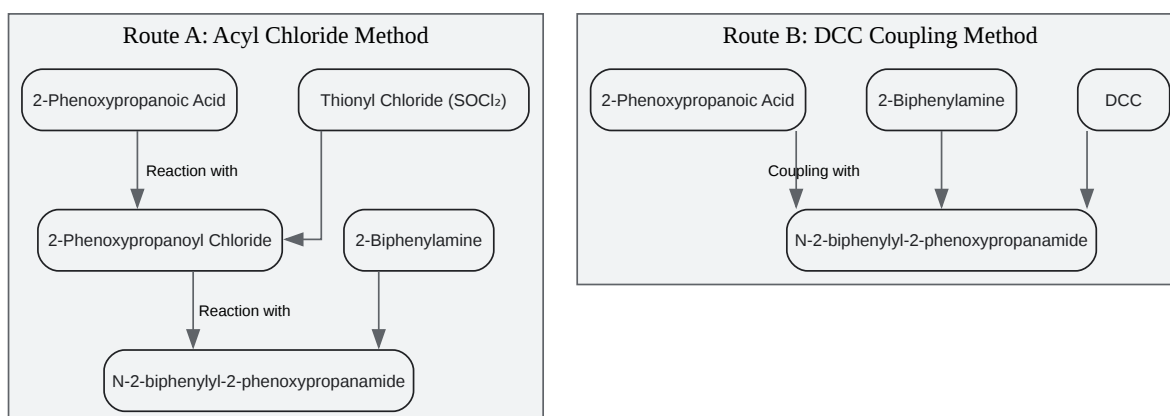 Route A: Acyl Chloride Method
2-Phenoxypropanoic Acid
Thionyl Chloride (SOCl₂)
Reaction with
2-Phenoxypropanoyl Chloride
2-Biphenylamine
Reaction with
N-2-biphenylyl-2-phenoxypropanamide
Route B: DCC Coupling Method
2-Phenoxypropanoic Acid
2-Biphenylamine
DCC
Coupling with
N-2-biphenylyl-2-phenoxypropanamide